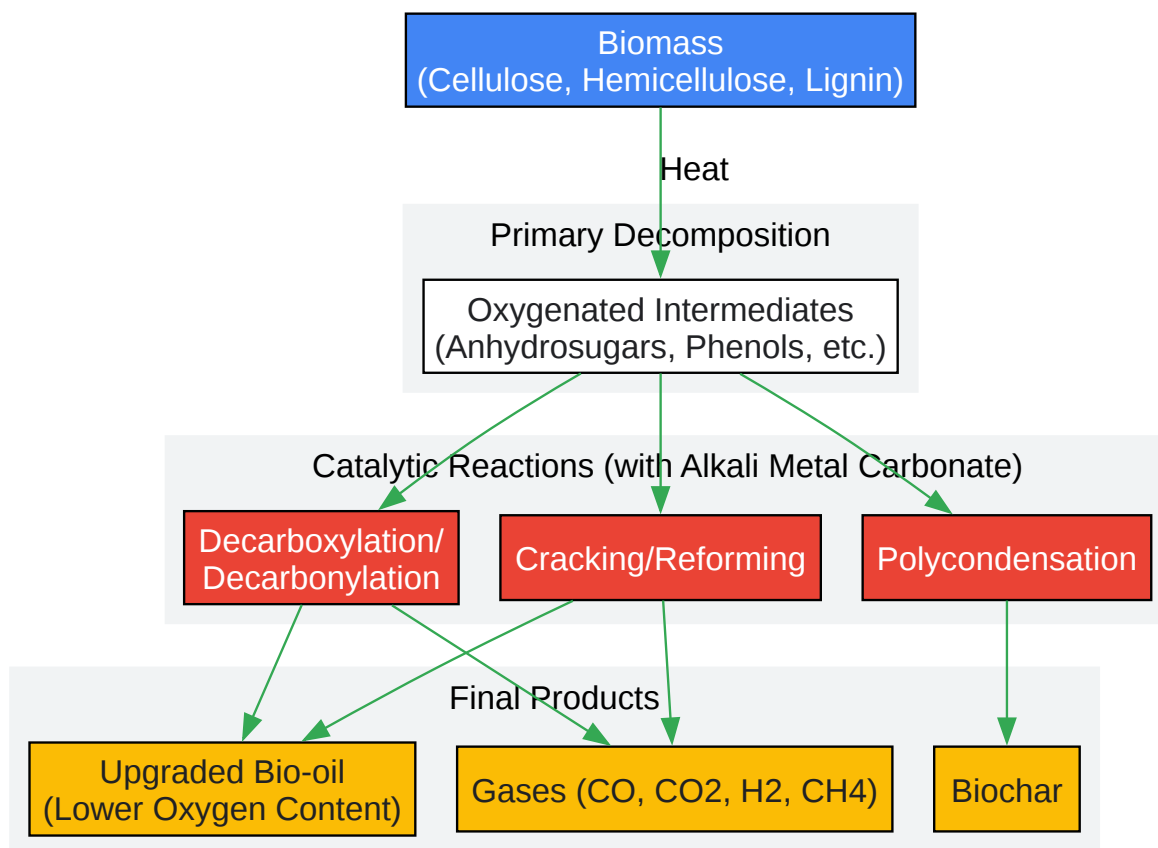 Biomass
(Cellulose, Hemicellulose, Lignin)
Heat
Primary Decomposition
Oxygenated Intermediates
(Anhydrosugars, Phenols, etc.)
Catalytic Reactions (with Alkali Metal Carbonate)
Decarboxylation/
Decarbonylation
Cracking/Reforming
Polycondensation
Final Products
Upgraded Bio-oil
(Lower Oxygen Content)
Gases (CO, CO2, H2, CH4)
Biochar